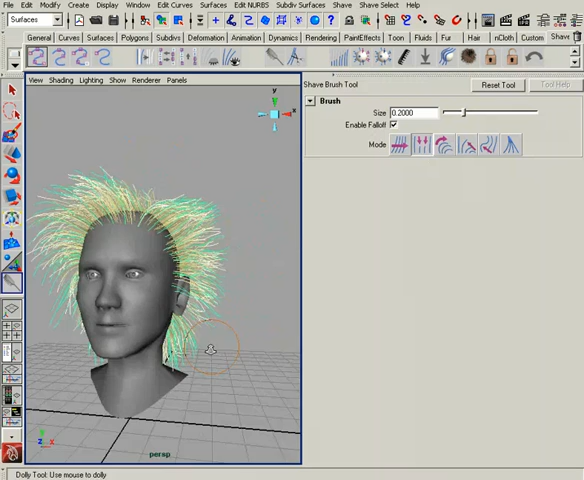 File Edit Modify Create Display Window Edit Curves Surfaces Edit NURBS Subdiv Surfaces Shave Shave Select Help
Surfaces
General Curves Surfaces Polygons Subdivs Deformation Animation Dynamics Rendering PaintEffects Toon Fluids Fur Hair nCloth Custom Shave
View Shading Lighting Show Renderer Panels
Shave Brush Tool
Reset Tool
Tool Help
Brush
Size 0.2000
Enable Falloff
Mode
y
x
z
y
x
persp
Dolly Tool: Use mouse to dolly